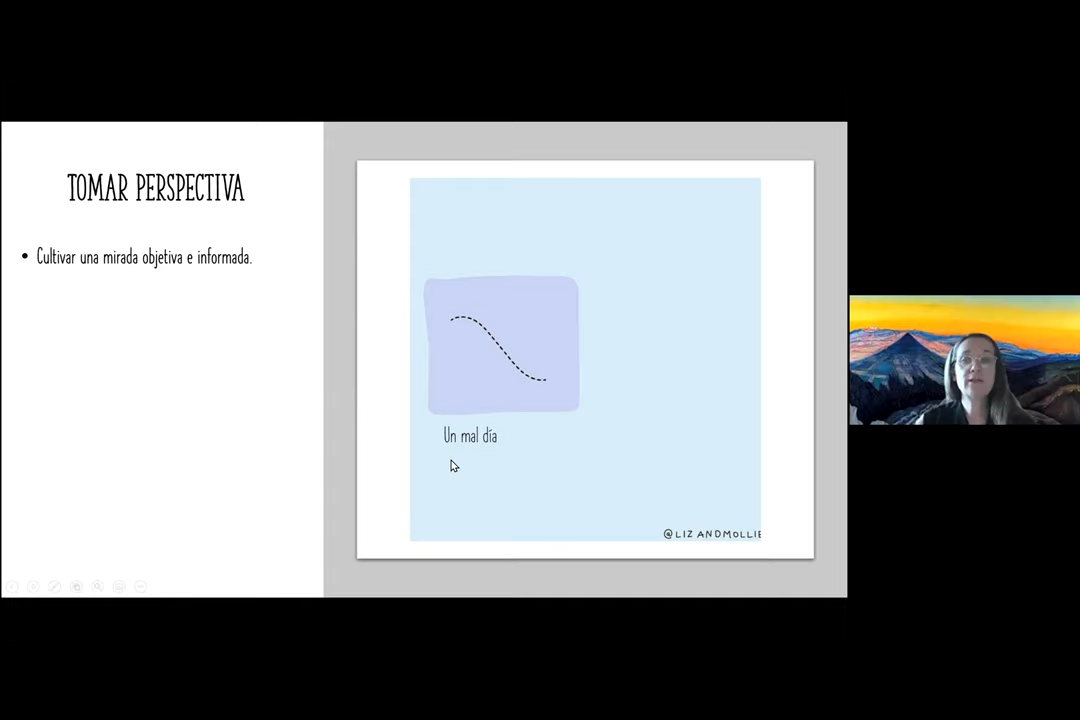 TOMAR PERSPECTIVA
• Cultivar una mirada objetiva e informada.
Un mal día
@LIZANDMOLLIE